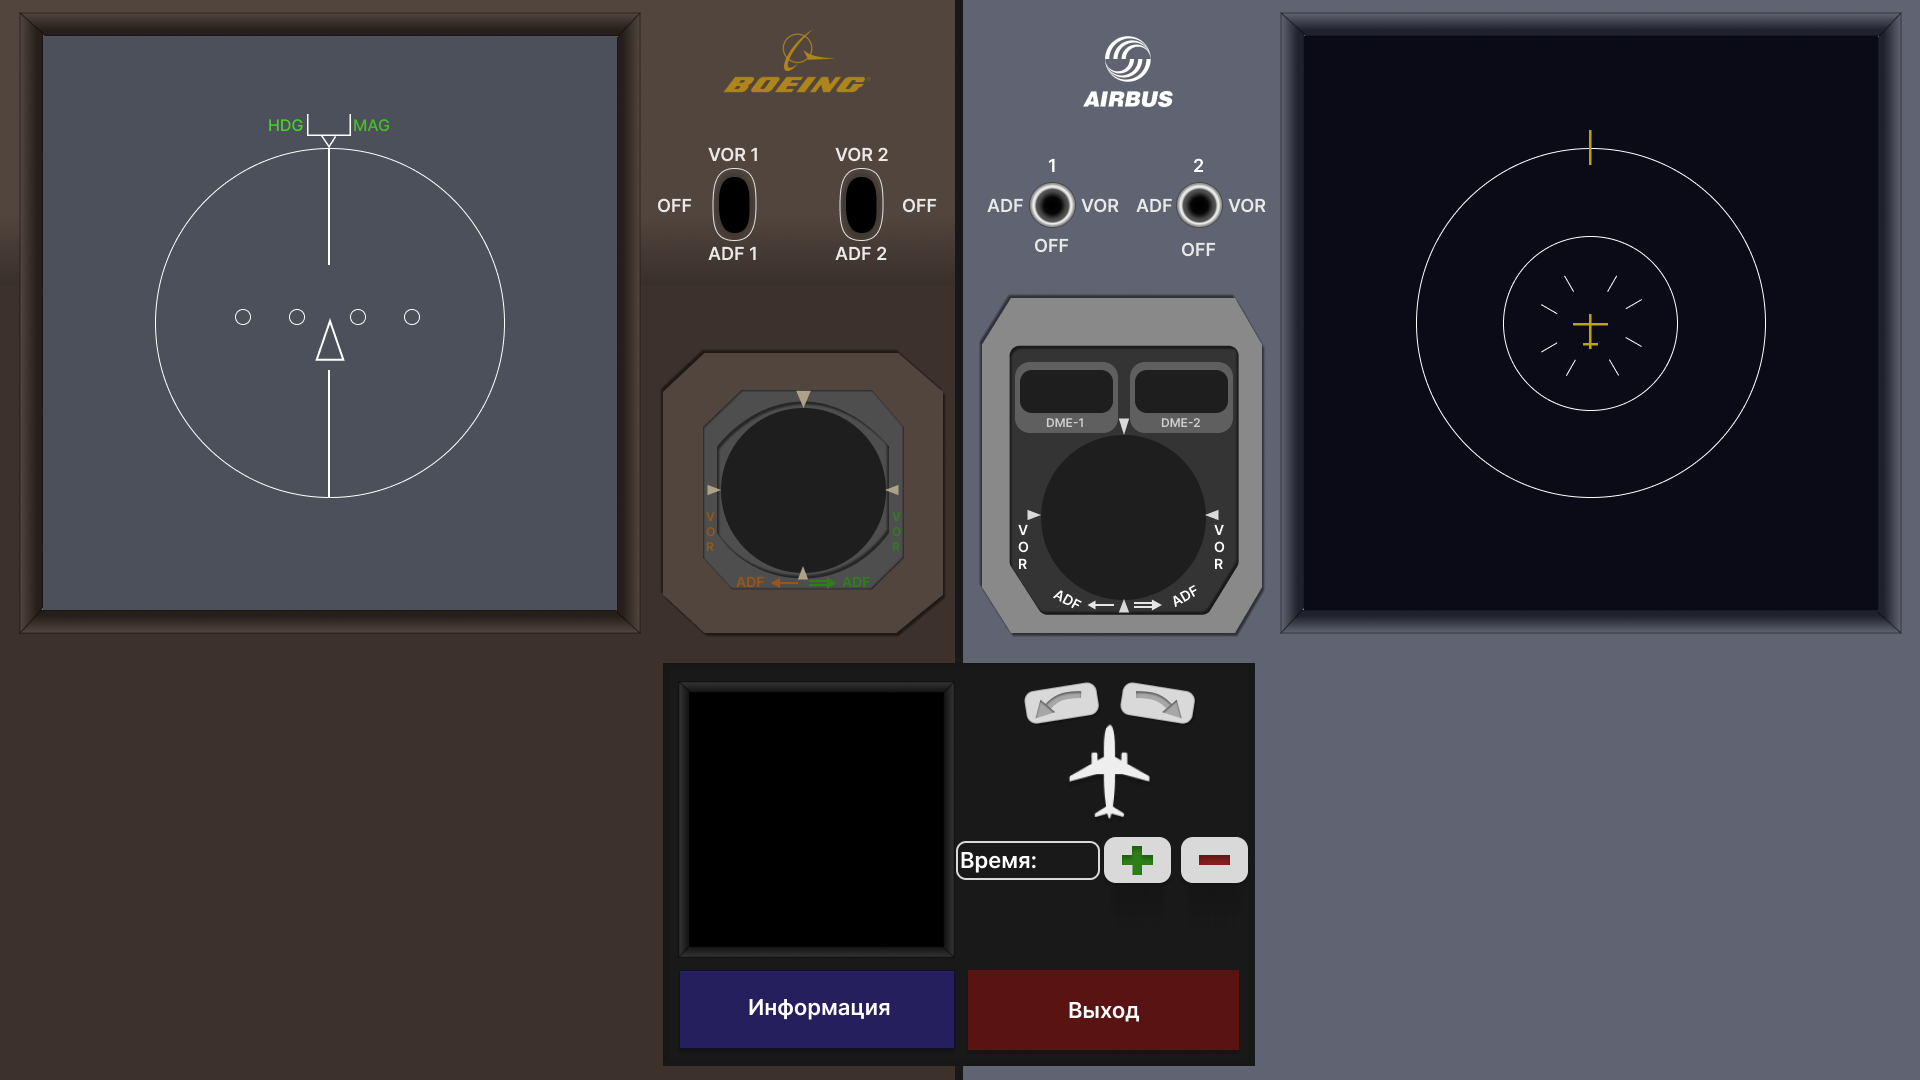 HDG MAG
BOEING
VOR 1
OFF
ADF 1
VOR 2
OFF
ADF 2
AIRBUS
1
ADF VOR
OFF
2
ADF VOR
OFF
VOR
VOR
ADF ADF
DME-1
DME-2
VOR
VOR
ADF ADF
Время:
Информация
Выход